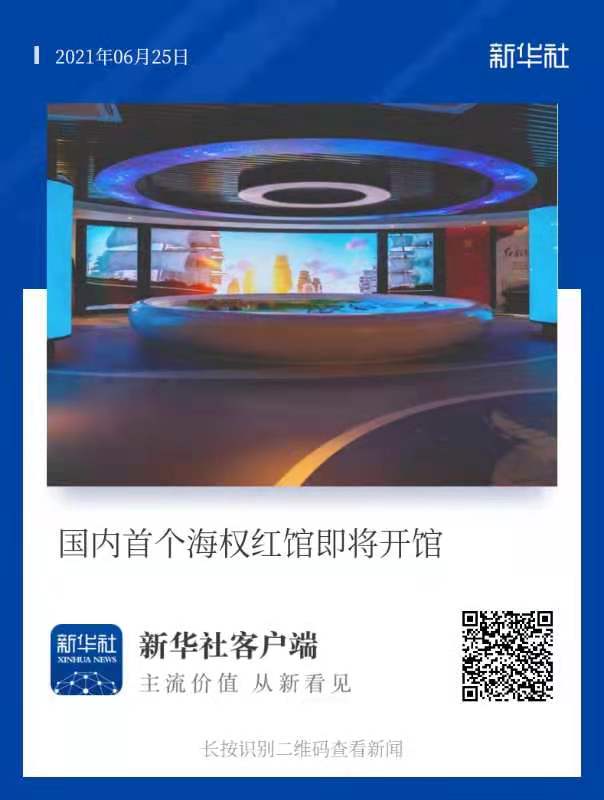 2021年06月25日
新华社
国内首个海权红馆即将开馆
新华社
XINHUA NEWS
新华社客户端
主流价值 从新看见
长按识别二维码查看新闻